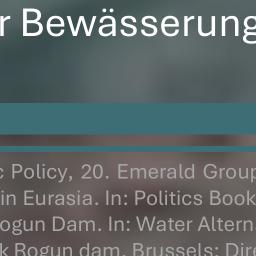 r Bewässerung
c Policy, 20. Emerald Group
in Eurasia. In: Politics Book
ogun Dam. In: Water Altern
k Rogun dam. Brussels: Dire